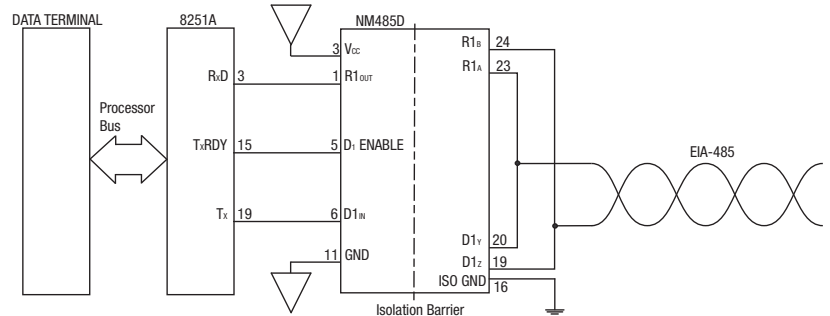 DATA TERMINAL
8251A
NM485D
Processor
Bus
RxD 3
TxRDY 15
Tx 19
3 Vcc
1 R1OUT
5 D1 ENABLE
6 D1IN
11 GND
R1B 24
R1A 23
D1Y 20
D1Z 19
ISO GND 16
EIA-485
Isolation Barrier